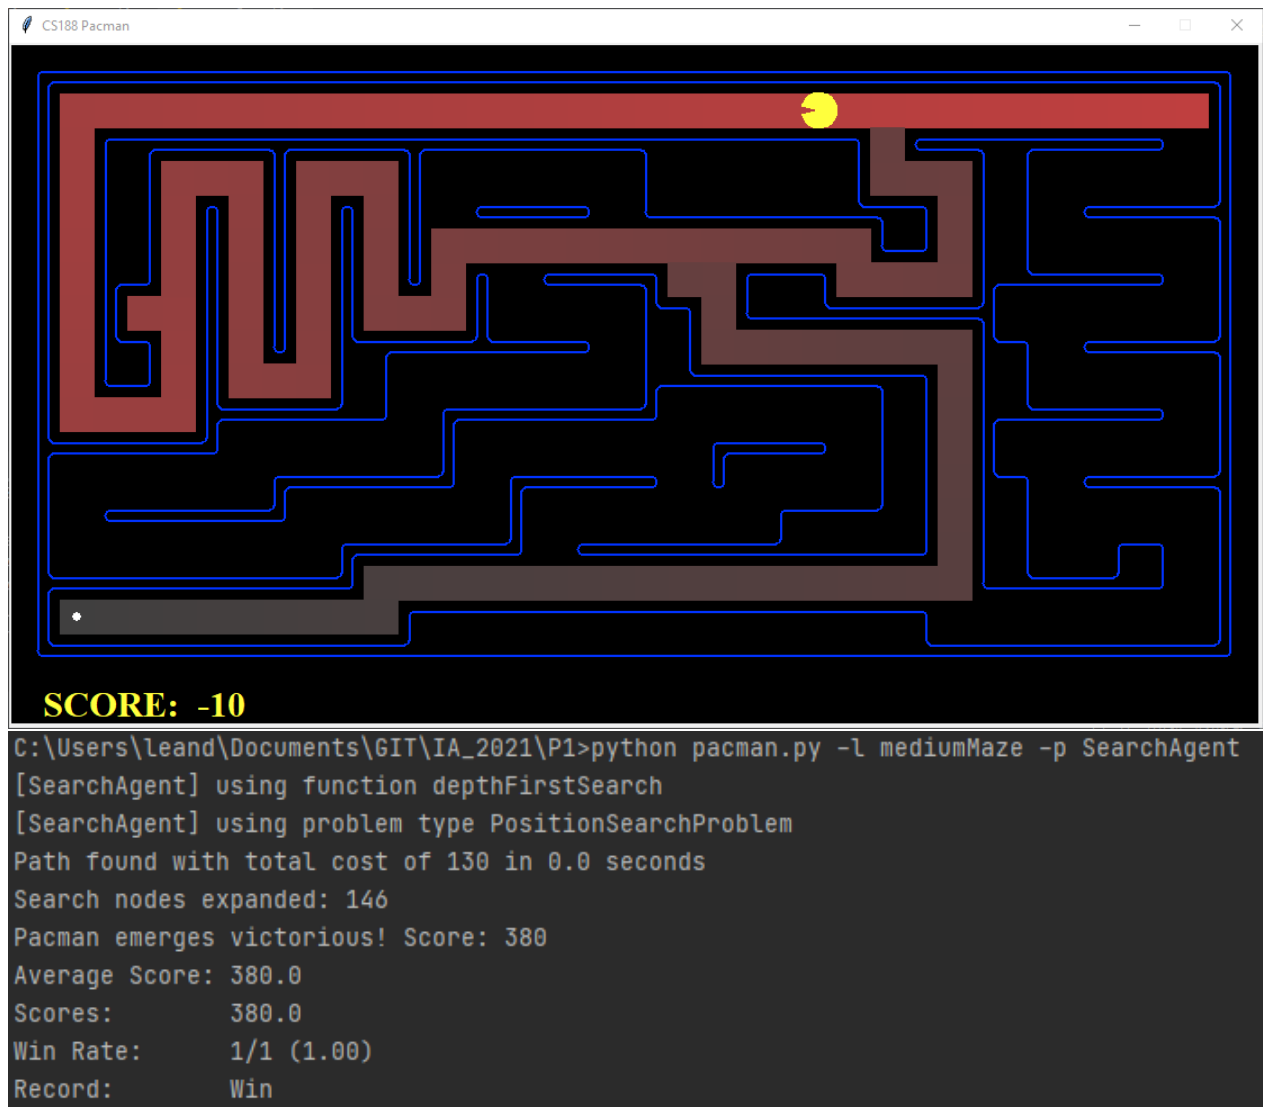 CS188 Pacman
SCORE: -10
C:\Users\leand\Documents\GIT\IA_2021\P1>python pacman.py -l mediumMaze -p SearchAgent
[SearchAgent] using function depthFirstSearch
[SearchAgent] using problem type PositionSearchProblem
Path found with total cost of 130 in 0.0 seconds
Search nodes expanded: 146
Pacman emerges victorious! Score: 380
Average Score: 380.0
Scores: 380.0
Win Rate: 1/1 (1.00)
Record: Win